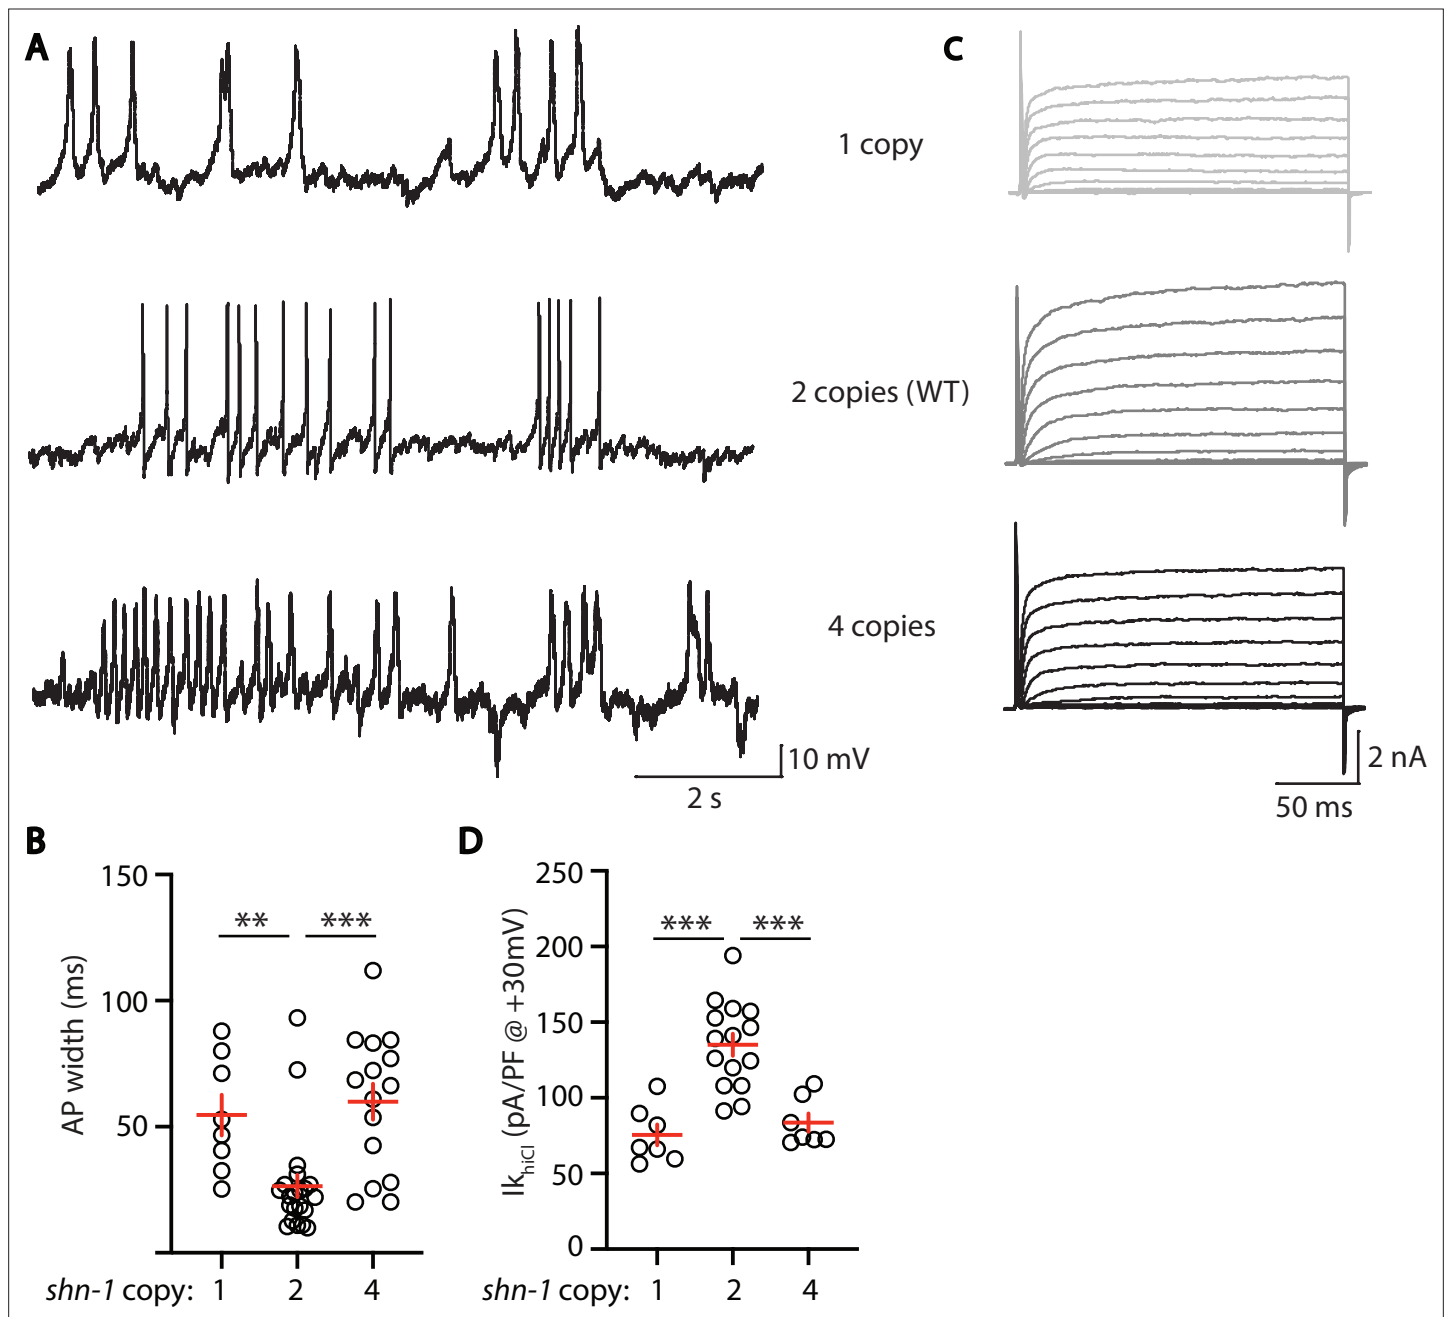 A
C
1 copy
2 copies (WT)
4 copies
10 mV
2 s
2 nA
50 ms
B
D
150
100
50
AP width (ms)
** ***
shn-1 copy: 1 2 4
250
200
150
100
50
0
Ik_hiCl (pA/PF @ +30mV)
*** ***
shn-1 copy: 1 2 4